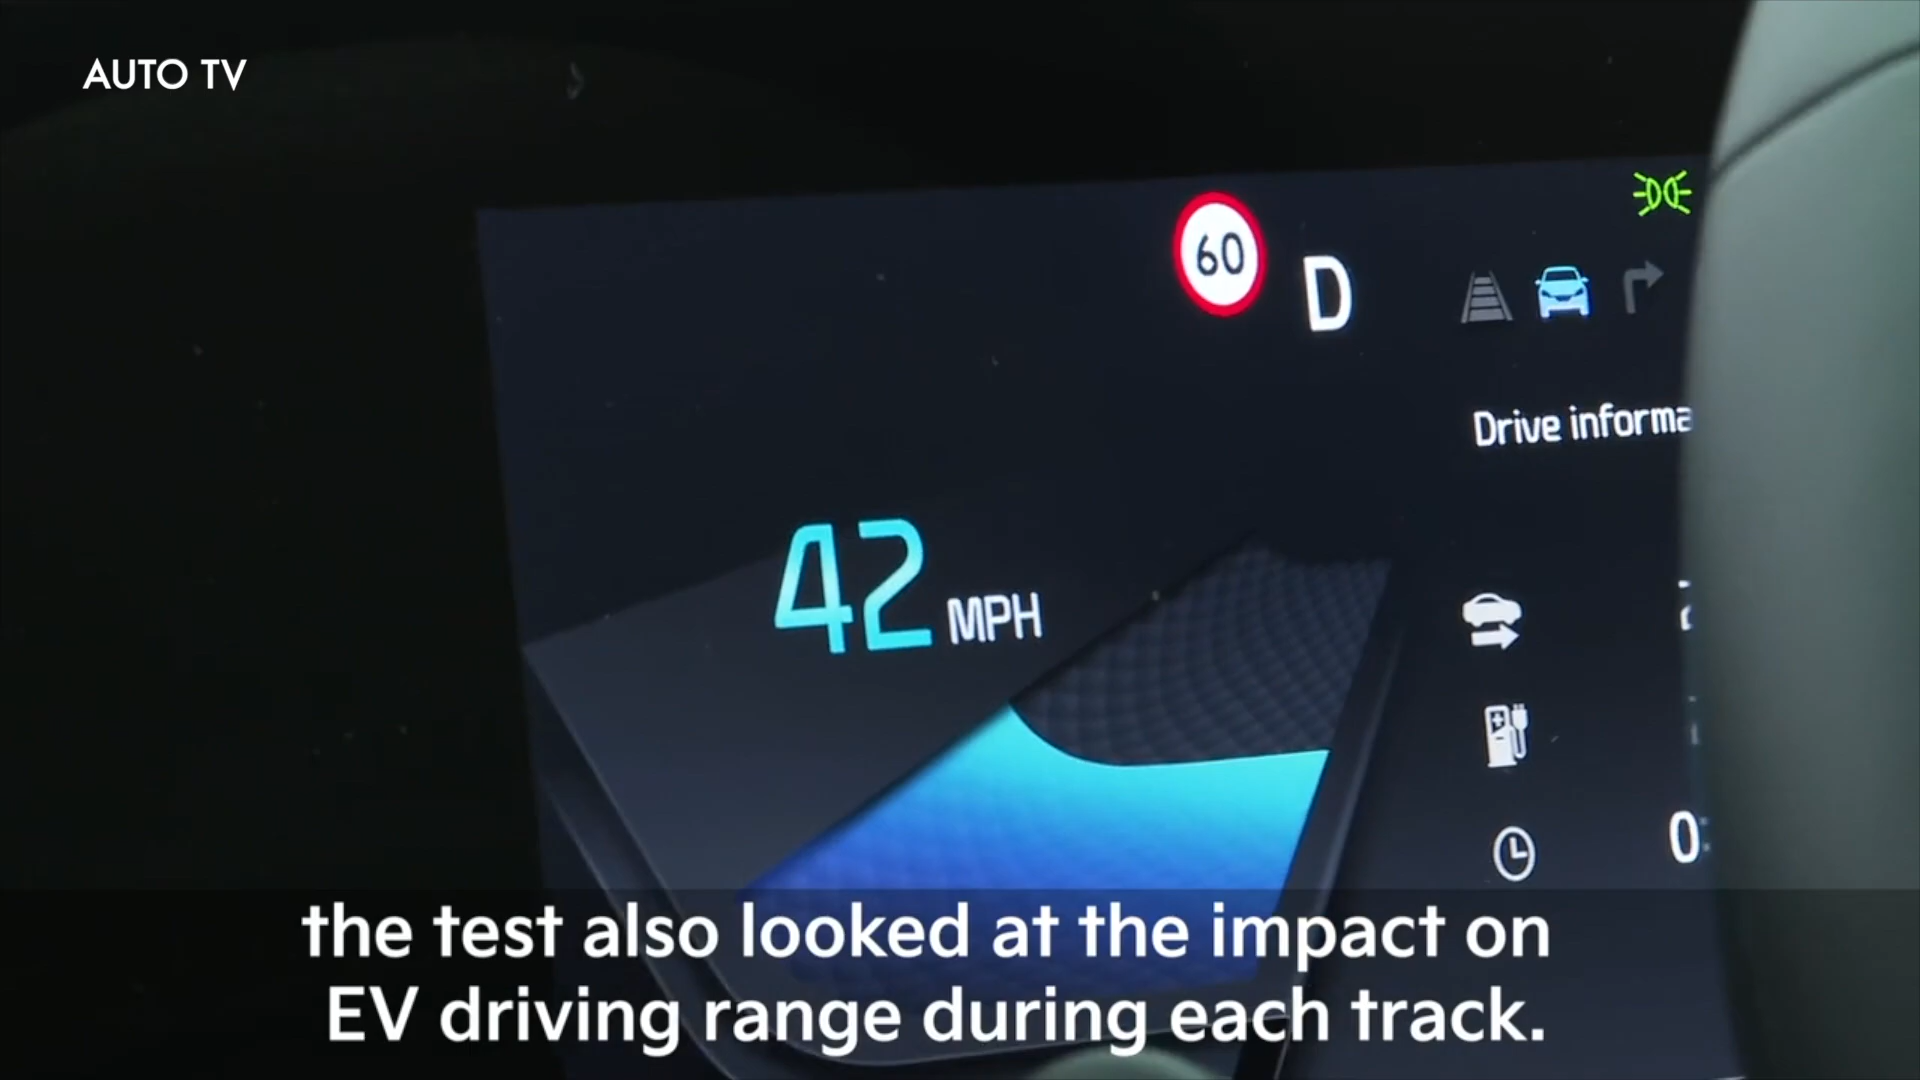 AUTO TV
60
D
Drive informa
42 MPH
0:
the test also looked at the impact on
EV driving range during each track.